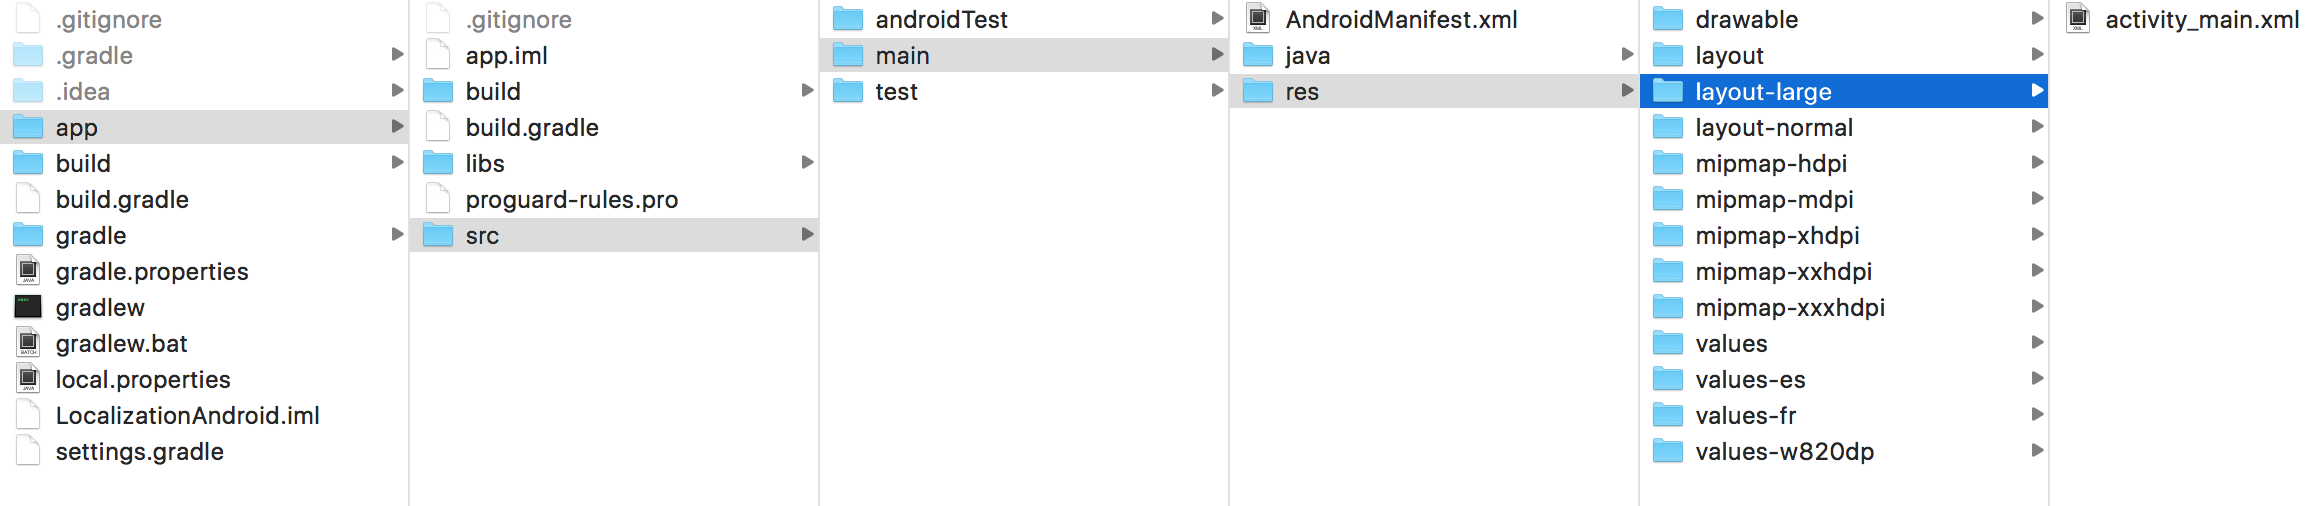 .gitignore
.gradle
.idea
app
build
build.gradle
gradle
gradle.properties
gradlew
gradlew.bat
local.properties
LocalizationAndroid.iml
settings.gradle
.gitignore
app.iml
build
build.gradle
libs
proguard-rules.pro
src
androidTest
main
test
AndroidManifest.xml
java
res
drawable
layout
layout-large
layout-normal
mipmap-hdpi
mipmap-mdpi
mipmap-xhdpi
mipmap-xxhdpi
mipmap-xxxhdpi
values
values-es
values-fr
values-w820dp
activity_main.xml